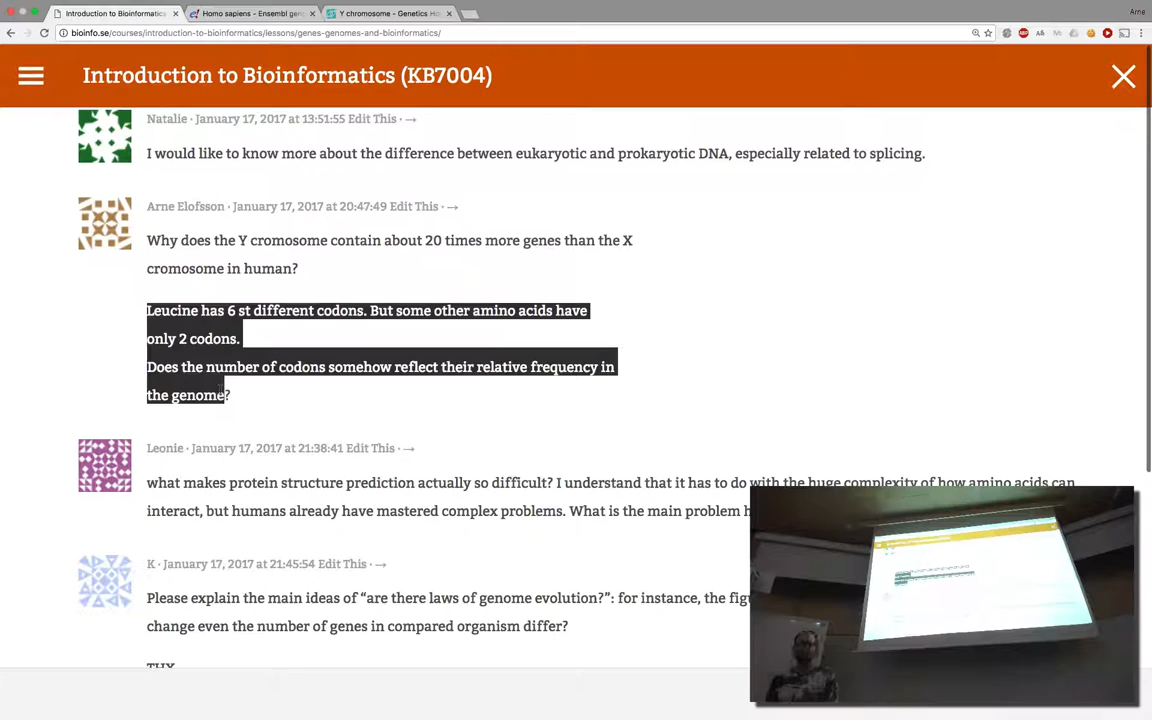 Introduction to Bioinformatics
Homo sapiens - Ensembl gen
Y chromosome - Genetics Ho
Arne
bioinfo.se/courses/introduction-to-bioinformatics/lessons/genes-genomes-and-bioinformatics/
ABP
Introduction to Bioinformatics (KB7004)
Natalie · January 17, 2017 at 13:51:55 Edit This · →
I would like to know more about the difference between eukaryotic and prokaryotic DNA, especially related to splicing.
Arne Elofsson · January 17, 2017 at 20:47:49 Edit This · →
Why does the Y cromosome contain about 20 times more genes than the X
cromosome in human?
Leucine has 6 st different codons. But some other amino acids have
only 2 codons.
Does the number of codons somehow reflect their relative frequency in
the genome?
Leonie · January 17, 2017 at 21:38:41 Edit This · →
what makes protein structure prediction actually so difficult? I understand that it has to do with the huge complexity of how amino acids can
interact, but humans already have mastered complex problems. What is the main problem
K · January 17, 2017 at 21:45:54 Edit This · →
Please explain the main ideas of “are there laws of genome evolution?”: for instance, the
change even the number of genes in compared organism differ?
THX